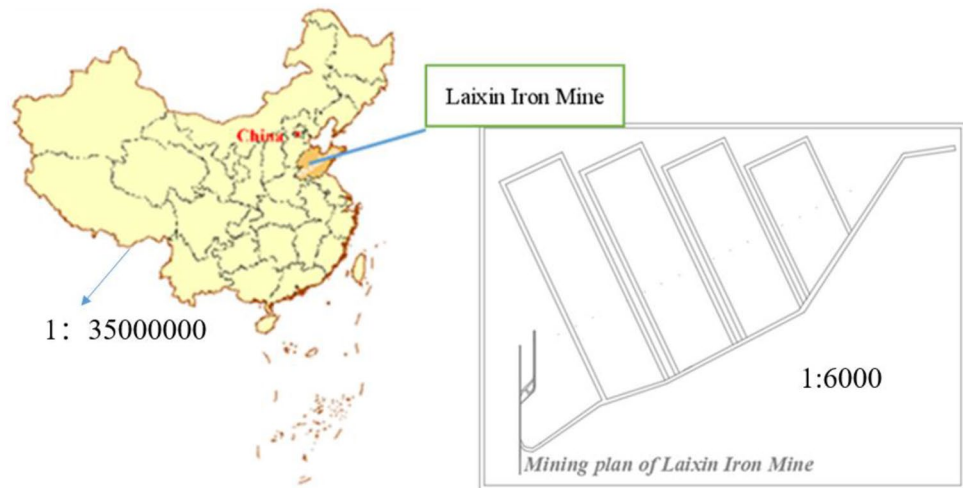 Laixin Iron Mine
China
1：35000000
1:6000
Mining plan of Laixin Iron Mine